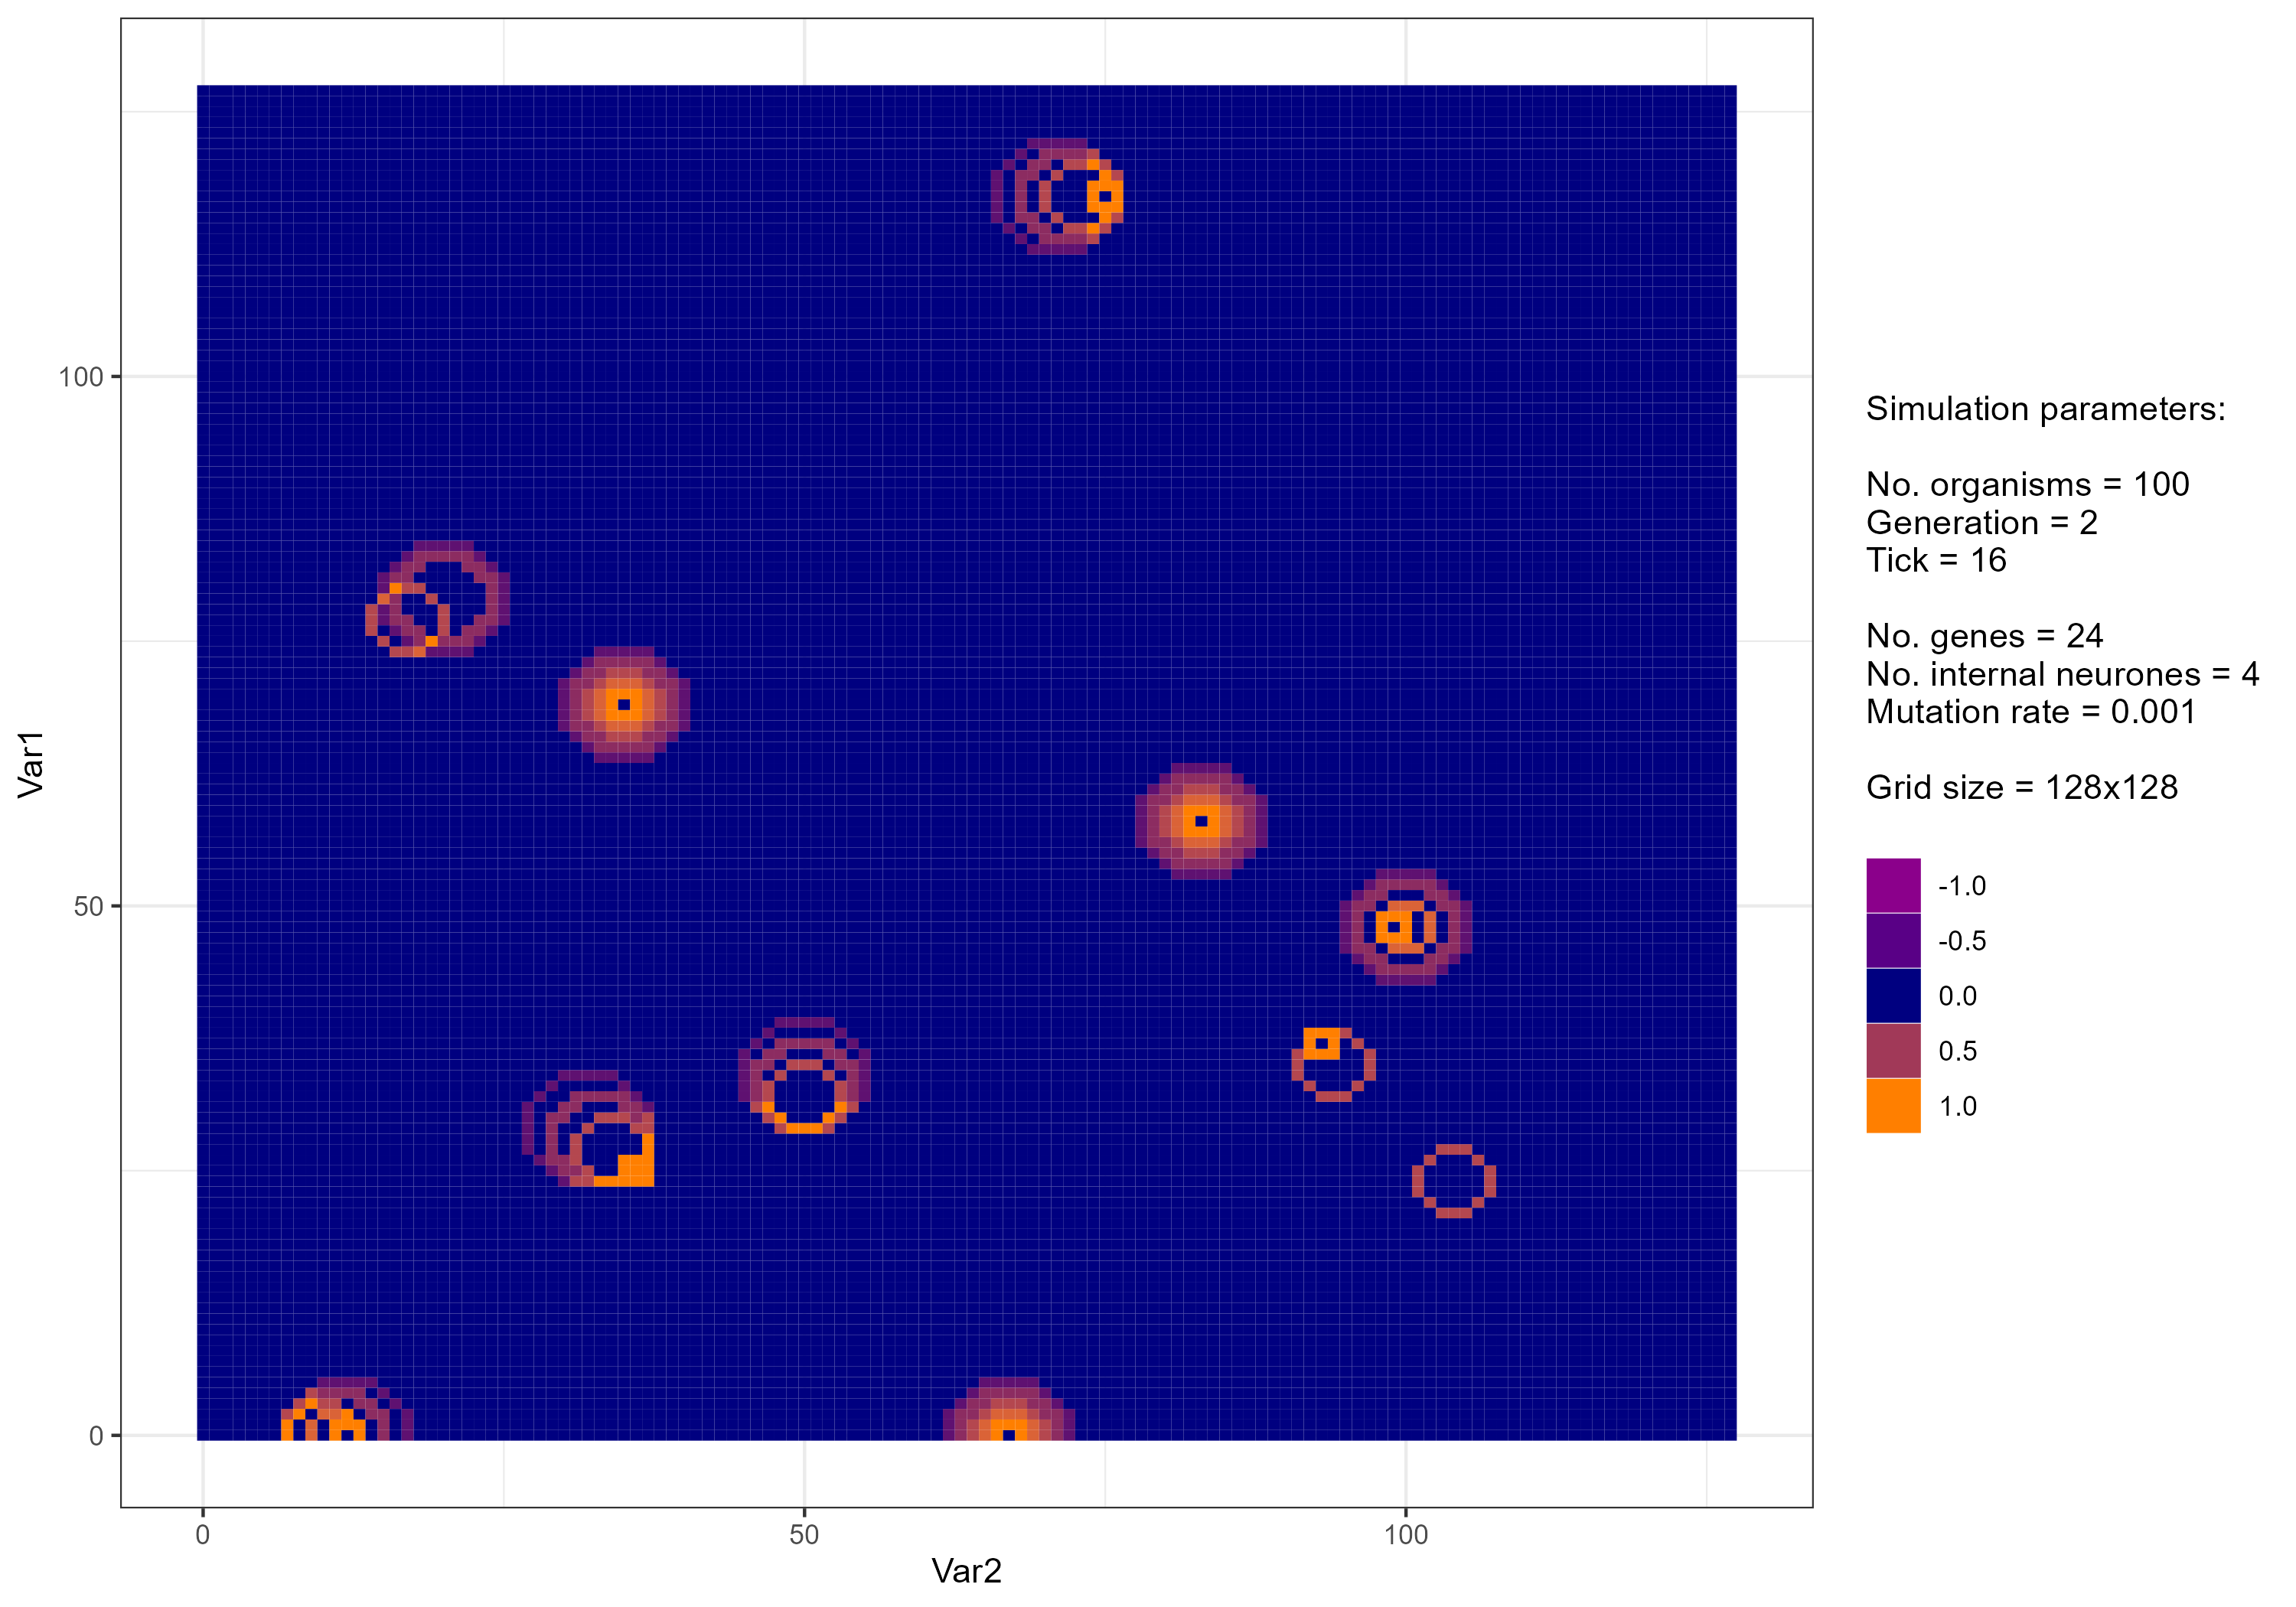 100
50
0
0
50
100
Var1
Var2
Simulation parameters:
No. organisms = 100
Generation = 2
Tick = 16
No. genes = 24
No. internal neurones = 4
Mutation rate = 0.001
Grid size = 128x128
-1.0
-0.5
0.0
0.5
1.0